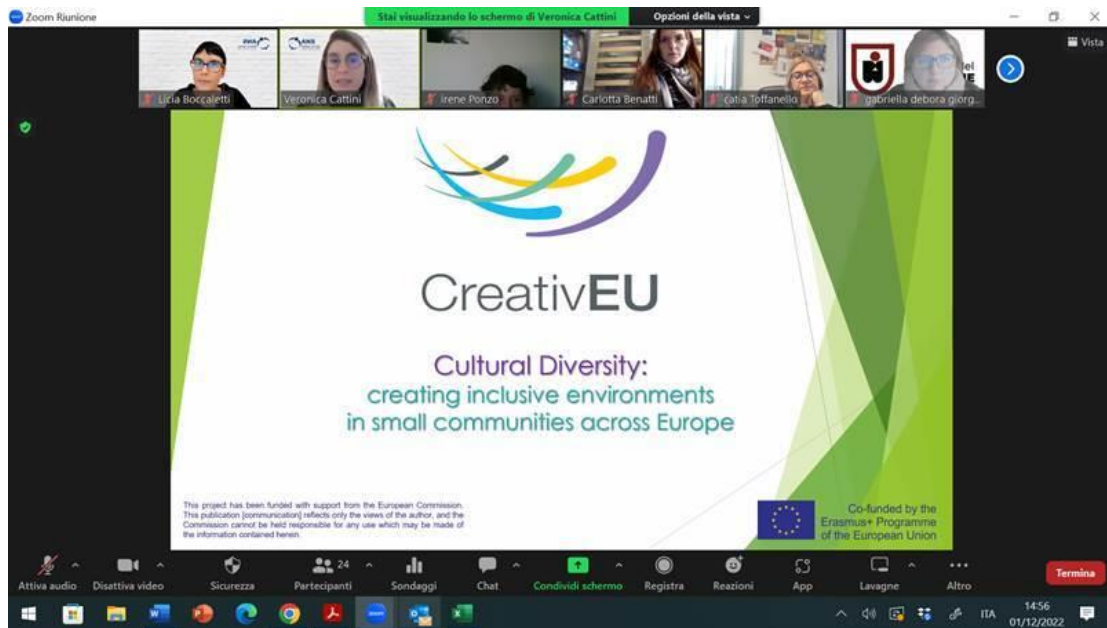 Zoom Riunione
Stai visualizzando lo schermo di Veronica Cattini
Opzioni della vista
Vista
Licia Boccaletti
Veronica Cattini
irene Ponzo
Carlotta Benatti
catia Toffanello
gabriella debora giorg...
CreativEU
Cultural Diversity:
creating inclusive environments
in small communities across Europe
This project has been funded with support from the European Commission.
This publication [communication] reflects only the views of the author, and the
Commission cannot be held responsible for any use which may be made of
the information contained herein.
Co-funded by the
Erasmus+ Programme
of the European Union
Attiva audio
Disattiva video
Sicurezza
Partecipanti
24
Sondaggi
Chat
Condividi schermo
Registra
Reazioni
App
Lavagne
Altro
Termina
ITA
14:56
01/12/2022